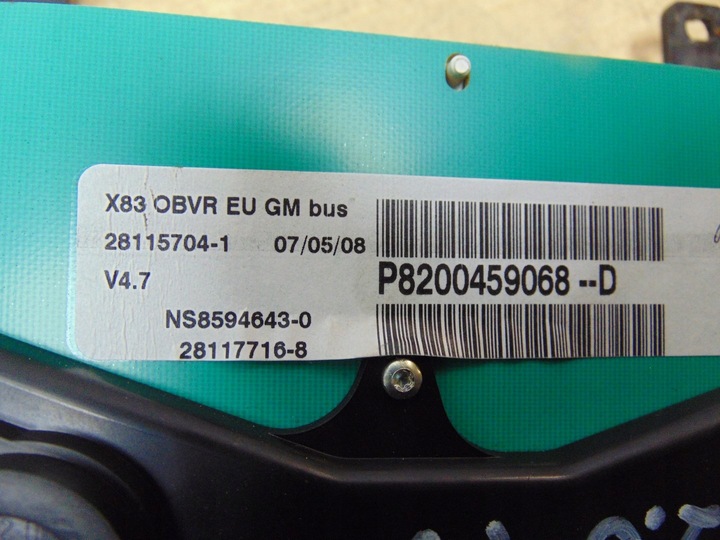 X83 OBVR EU GM bus
28115704-1 07/05/08
V4.7
P8200459068 --D
NS8594643-0
28117716-8